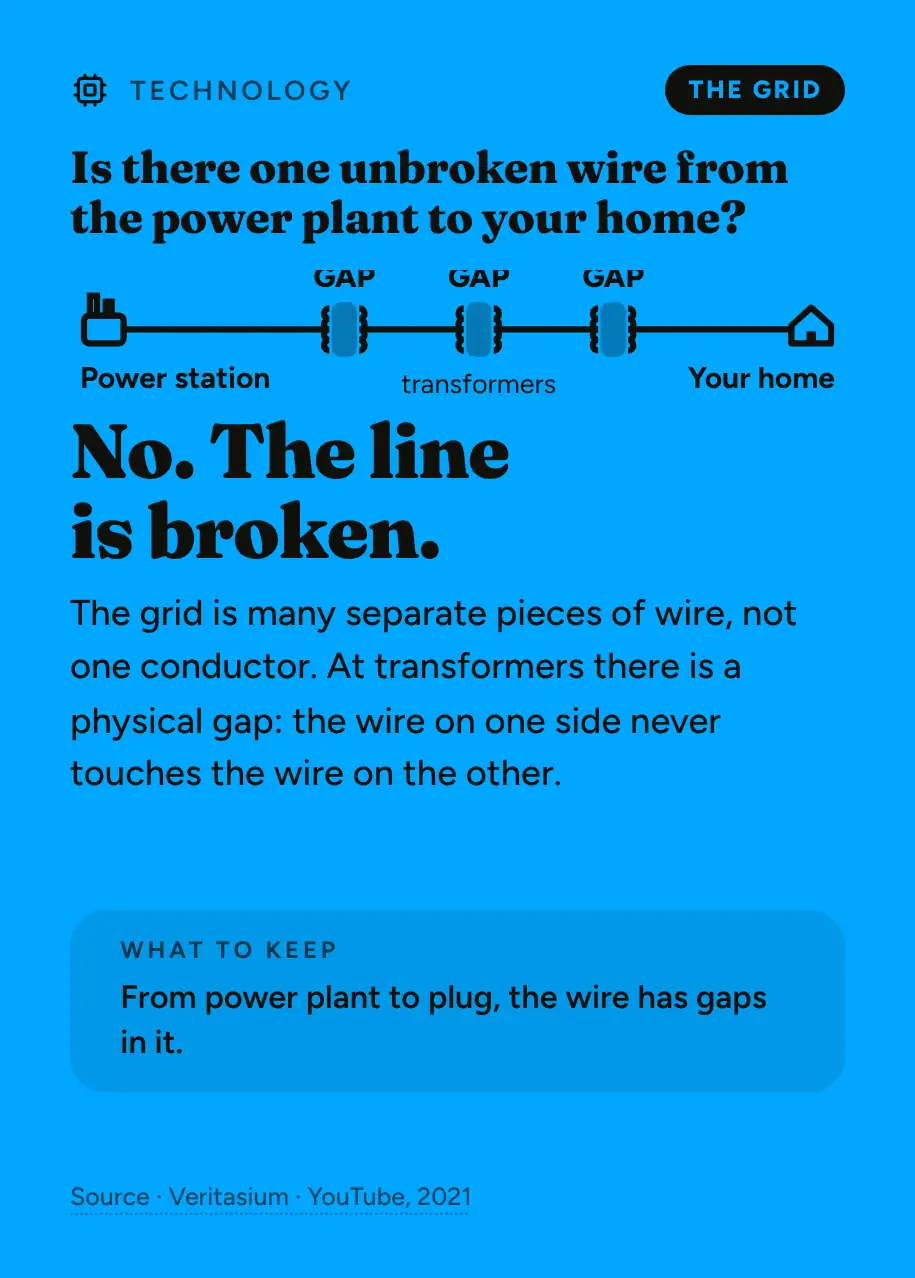 TECHNOLOGY
THE GRID
Is there one unbroken wire from
the power plant to your home?
GAP GAP GAP
Power station
transformers
Your home
No. The line
is broken.
The grid is many separate pieces of wire, not
one conductor. At transformers there is a
physical gap: the wire on one side never
touches the wire on the other.
WHAT TO KEEP
From power plant to plug, the wire has gaps
in it.
Source · Veritasium · YouTube, 2021